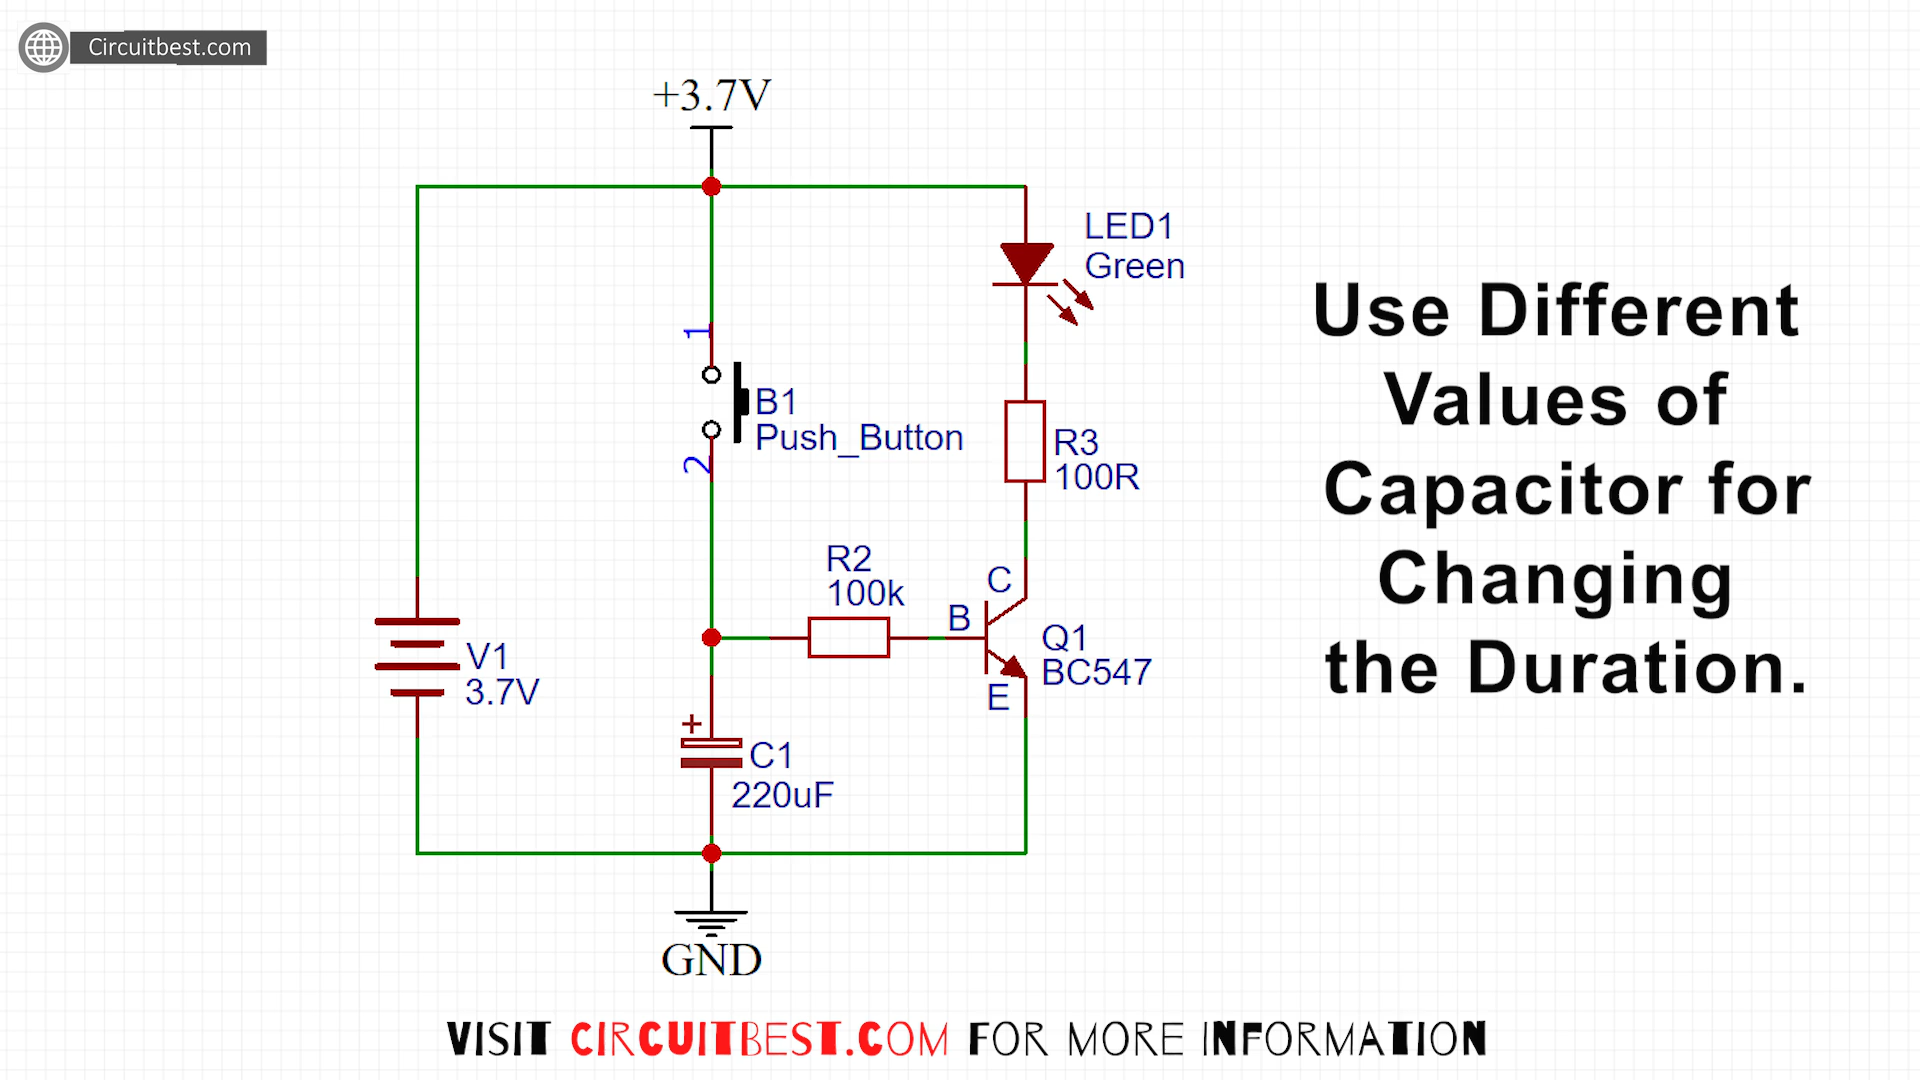 Circuitbest.com
+3.7V
LED1
Green
1
B1
Push_Button
2
R3
100R
R2
100k
C
B
Q1
BC547
E
V1
3.7V
+
C1
220uF
GND
Use Different
Values of
Capacitor for
Changing
the Duration.
VISIT CIRCUITBEST.COM FOR MORE INFORMATION